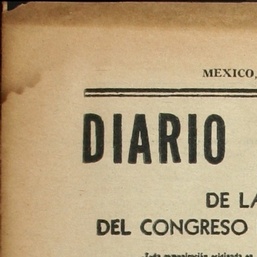 MEXICO,
DIARIO
DE LA
DEL CONGRESO